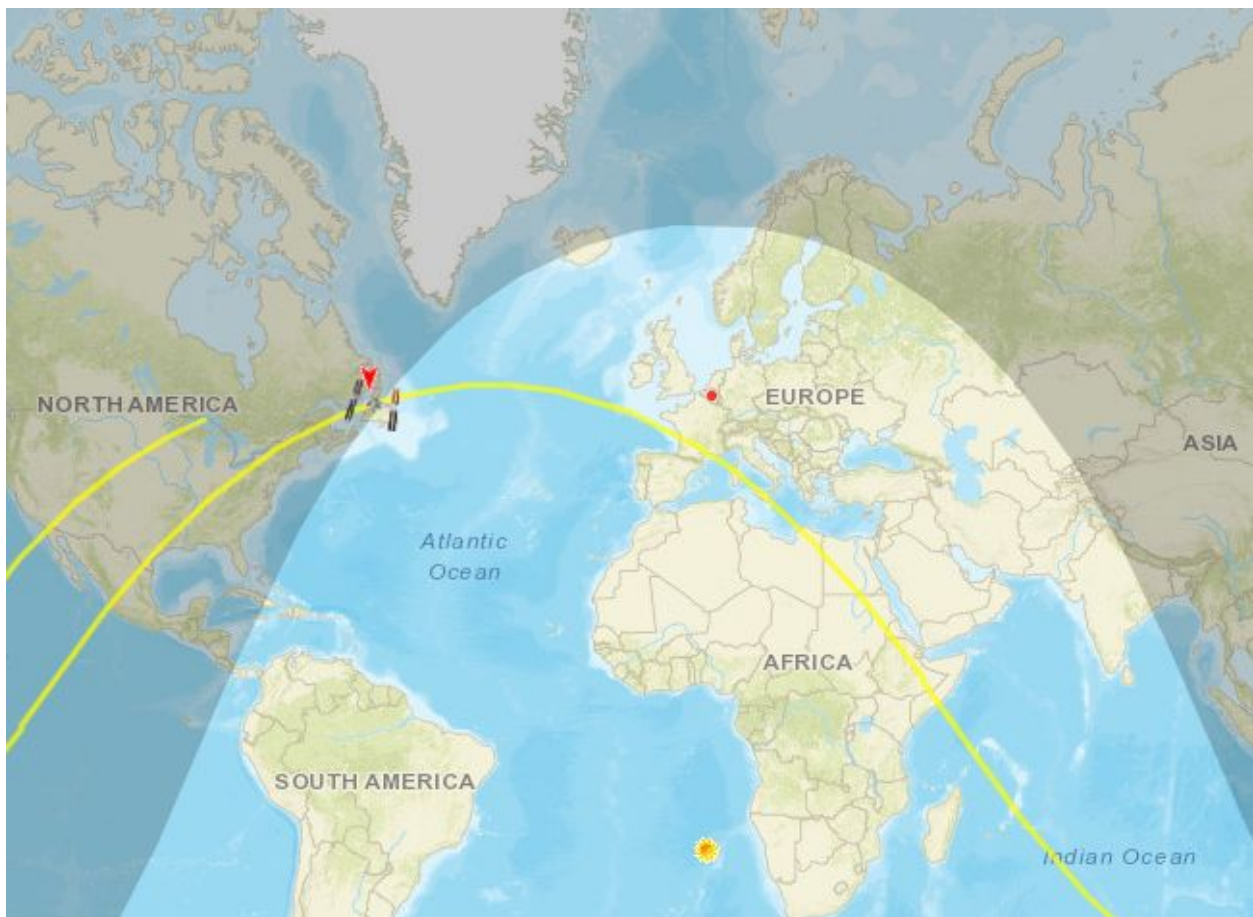 NORTH AMERICA
EUROPE
ASIA
Atlantic
Ocean
AFRICA
SOUTH AMERICA
Indian Ocean